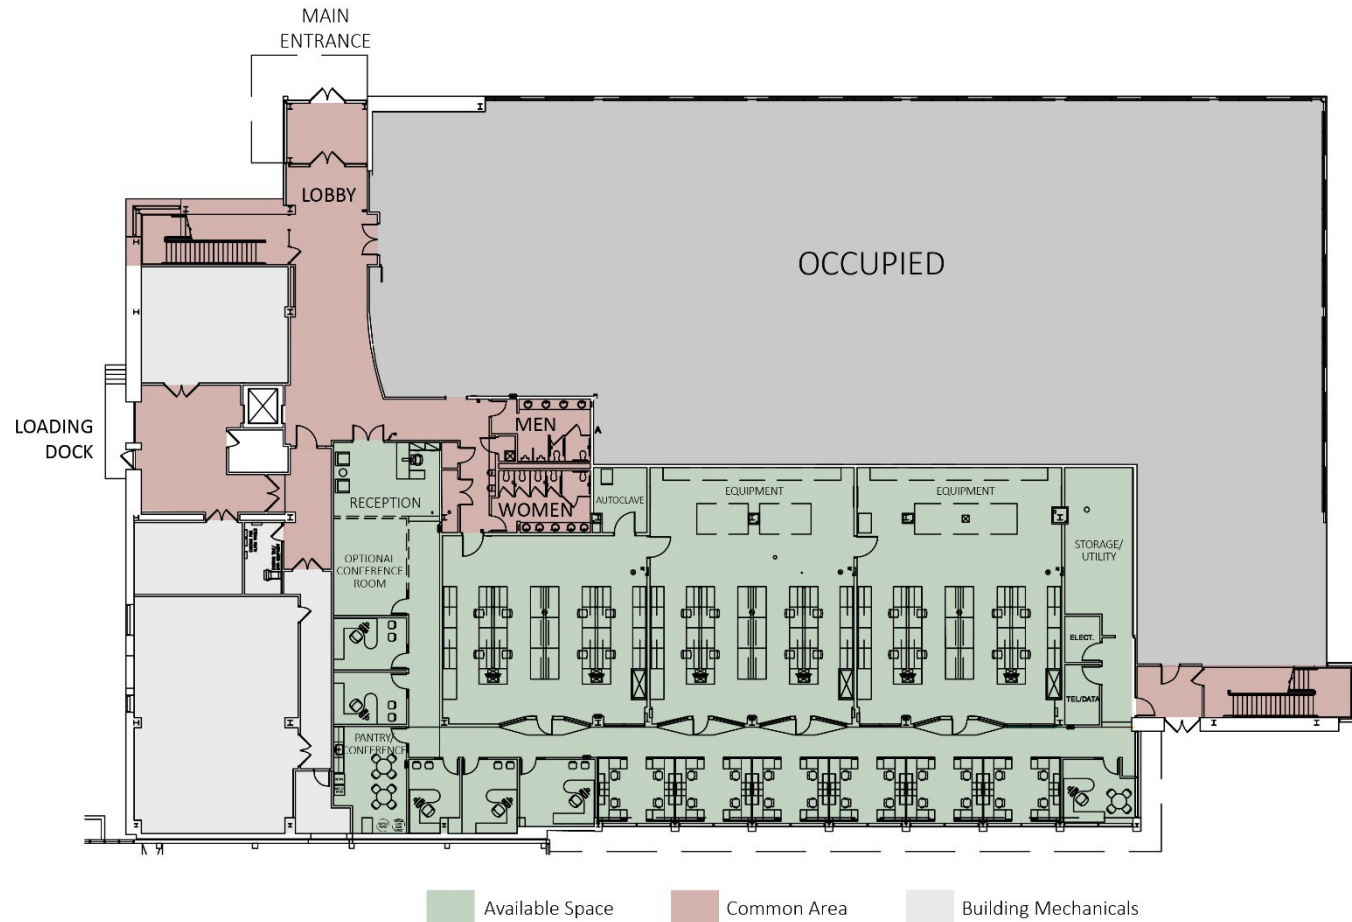 MAIN
ENTRANCE
LOBBY
OCCUPIED
LOADING
DOCK
MEN
WOMEN
RECEPTION
AUTOCLAVE
EQUIPMENT
EQUIPMENT
OPTIONAL
CONFERENCE
ROOM
STORAGE/
UTILITY
ELECT.
TEL/DATA
PANTRY/
CONFERENCE
Available Space
Common Area
Building Mechanicals